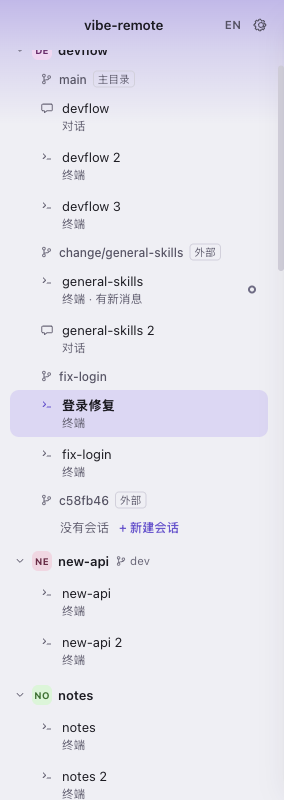 vibe-remote EN
DE devflow
main 主目录
devflow
对话
devflow 2
终端
devflow 3
终端
change/general-skills 外部
general-skills
终端 · 有新消息
general-skills 2
对话
fix-login
登录修复
终端
fix-login
终端
c58fb46 外部
没有会话 + 新建会话
NE new-api dev
new-api
终端
new-api 2
终端
NO notes
notes
终端
notes 2
终端